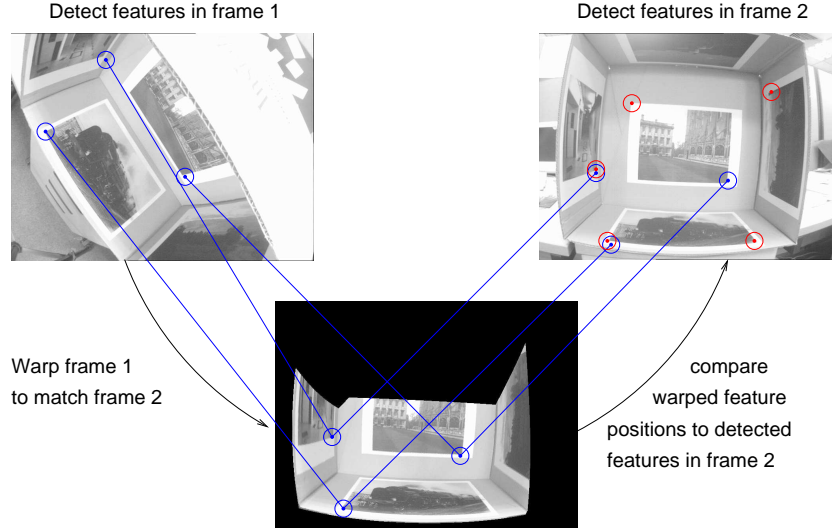 Detect features in frame 1
Detect features in frame 2
Warp frame 1
to match frame 2
compare
warped feature
positions to detected
features in frame 2